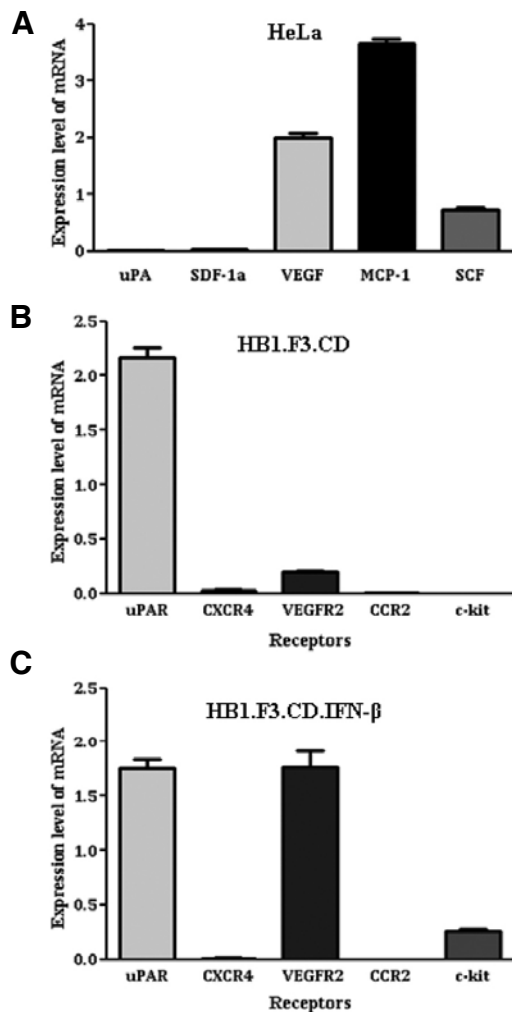 A
HeLa
Expression level of mRNA
4
3
2
1
0
uPA SDF-1a VEGF MCP-1 SCF
B
HB1.F3.CD
Expression level of mRNA
2.5
2.0
1.5
1.0
0.5
0.0
uPAR CXCR4 VEGFR2 CCR2 c-kit
Receptors
C
HB1.F3.CD.IFN-β
Expression level of mRNA
2.5
2.0
1.5
1.0
0.5
0.0
uPAR CXCR4 VEGFR2 CCR2 c-kit
Receptors